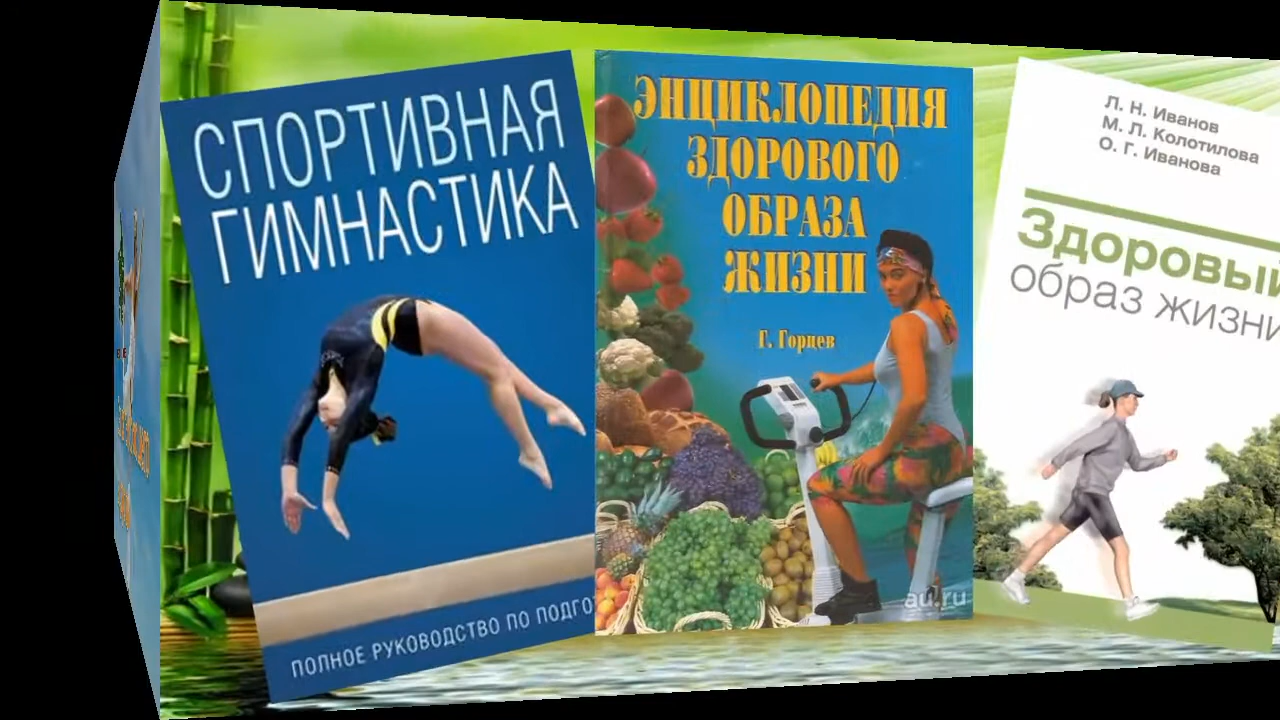 СПОРТИВНАЯ
ГИМНАСТИКА
ПОЛНОЕ РУКОВОДСТВО ПО ПОДГО
ЭНЦИКЛОПЕДИЯ
ЗДОРОВОГО
ОБРАЗА
ЖИЗНИ
Г. Горцев
au.ru
Л. Н. Иванов
М. Л. Колотилова
О. Г. Иванова
Здоровый
образ жизни